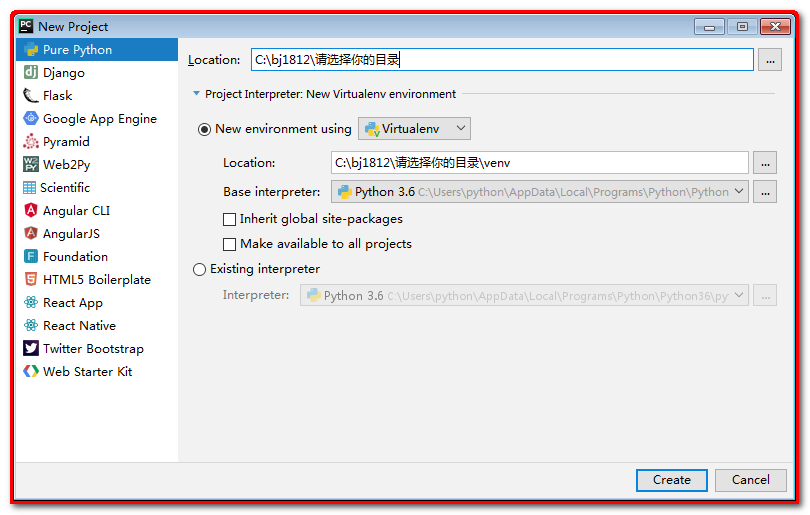 New Project
Pure Python
Django
Flask
Google App Engine
Pyramid
Web2Py
Scientific
Angular CLI
AngularJS
Foundation
HTML5 Boilerplate
React App
React Native
Twitter Bootstrap
Web Starter Kit
Location: C:\bj1812\请选择你的目录 ...
Project Interpreter: New Virtualenv environment
New environment using Virtualenv
Location: C:\bj1812\请选择你的目录\venv ...
Base interpreter: Python 3.6 C:\Users\python\AppData\Local\Programs\Python\Python ...
Inherit global site-packages
Make available to all projects
Existing interpreter
Interpreter: Python 3.6 C:\Users\python\AppData\Local\Programs\Python\Python36\py ...
Create Cancel